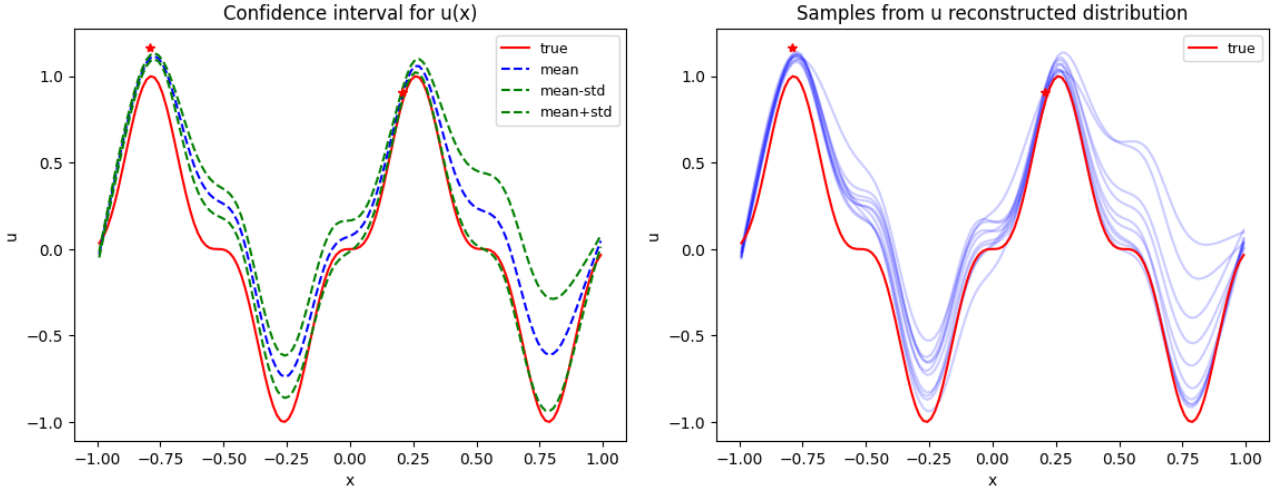 Confidence interval for u(x)
true
mean
mean-std
mean+std
1.0
0.5
0.0
−0.5
−1.0
u
−1.00 −0.75 −0.50 −0.25 0.00 0.25 0.50 0.75 1.00
x
Samples from u reconstructed distribution
true
1.0
0.5
0.0
−0.5
−1.0
u
−1.00 −0.75 −0.50 −0.25 0.00 0.25 0.50 0.75 1.00
x